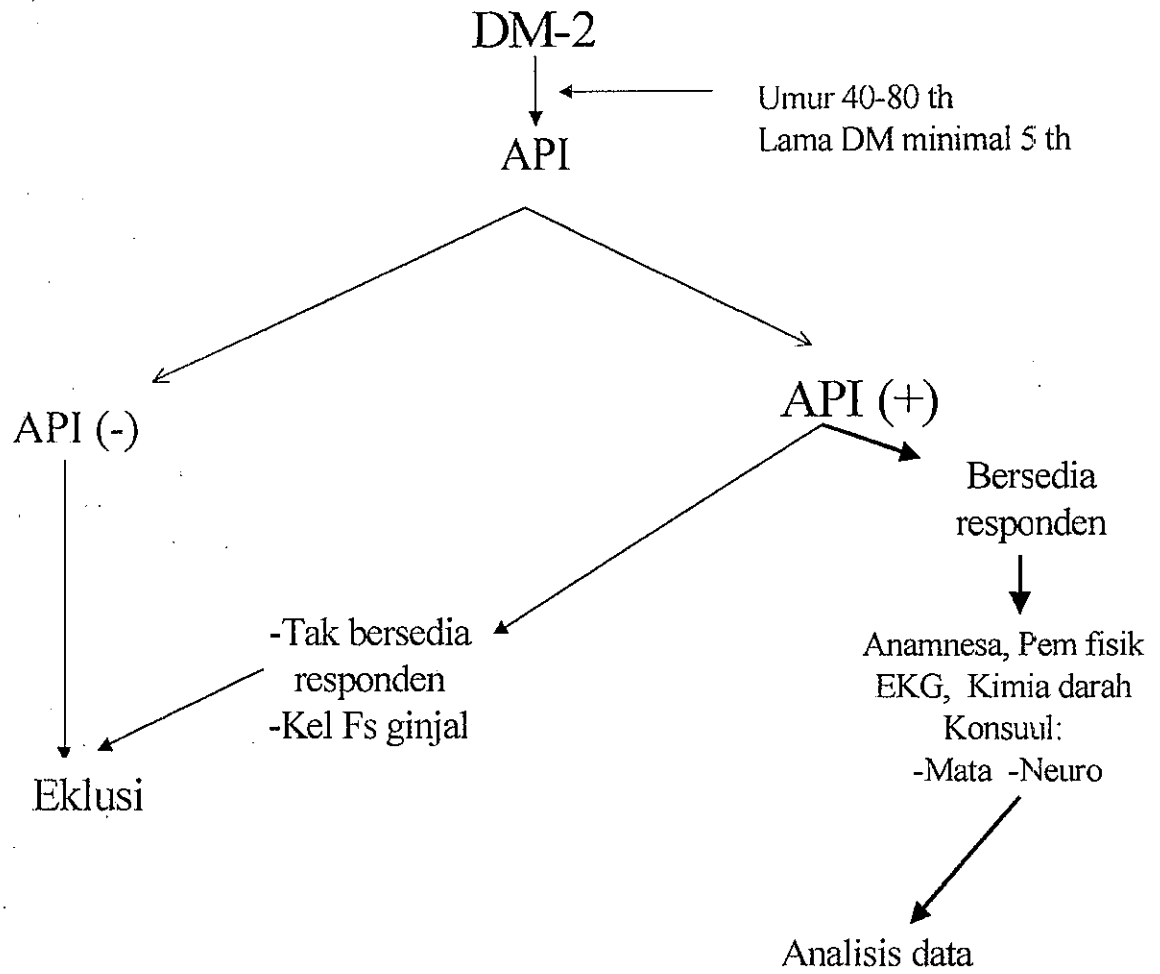 DM-2
Umur 40-80 th
Lama DM minimal 5 th
API
API (-)
API (+)
Bersedia
responden
-Tak bersedia
responden
-Kel Fs ginjal
Anamnesa, Pem fisik
EKG, Kimia darah
Konsuul:
-Mata -Neuro
Eklusi
Analisis data